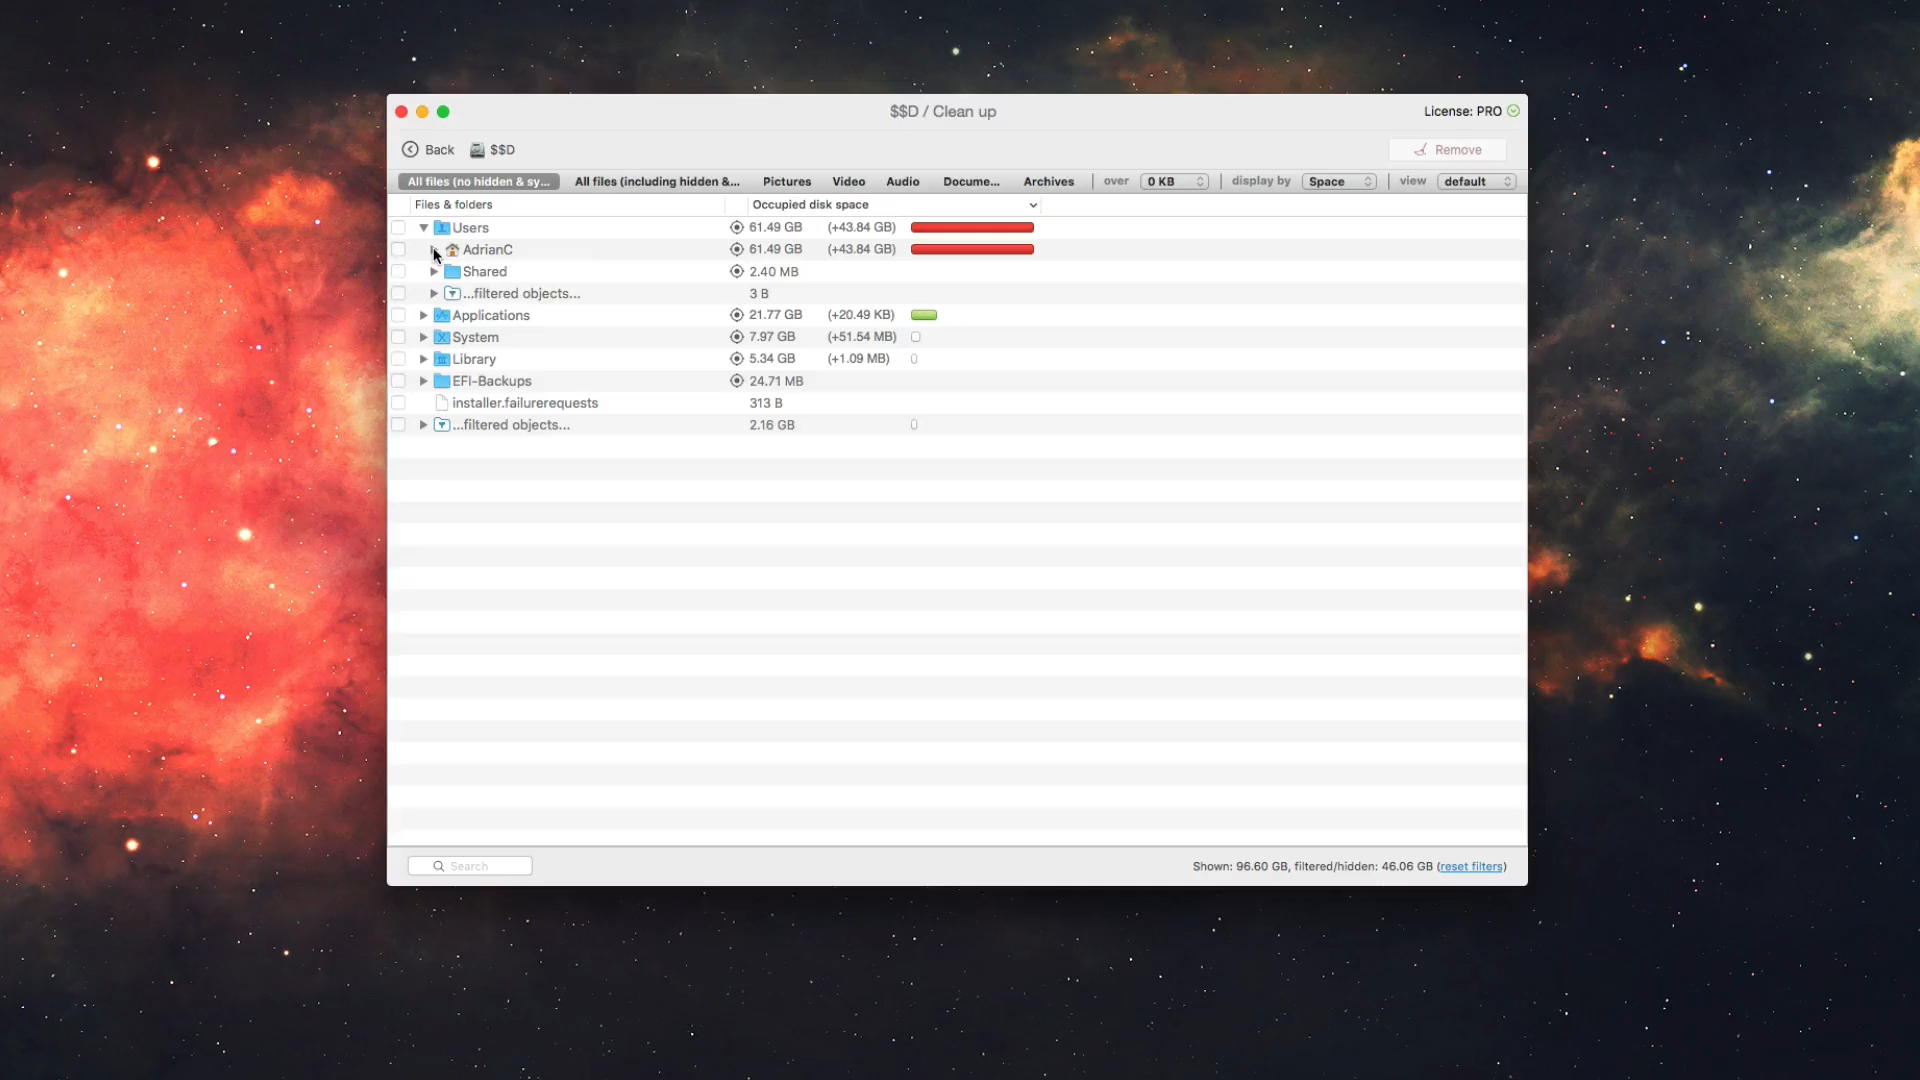 $$D / Clean up
License: PRO
Back $$D Remove
All files (no hidden & sy... All files (including hidden &... Pictures Video Audio Docume... Archives over 0 KB display by Space view default
Files & folders Occupied disk space
Users 61.49 GB (+43.84 GB)
AdrianC 61.49 GB (+43.84 GB)
Shared 2.40 MB
...filtered objects... 3 B
Applications 21.77 GB (+20.49 KB)
System 7.97 GB (+51.54 MB)
Library 5.34 GB (+1.09 MB)
EFI-Backups 24.71 MB
installer.failurerequests 313 B
...filtered objects... 2.16 GB
Search Shown: 96.60 GB, filtered/hidden: 46.06 GB (reset filters)